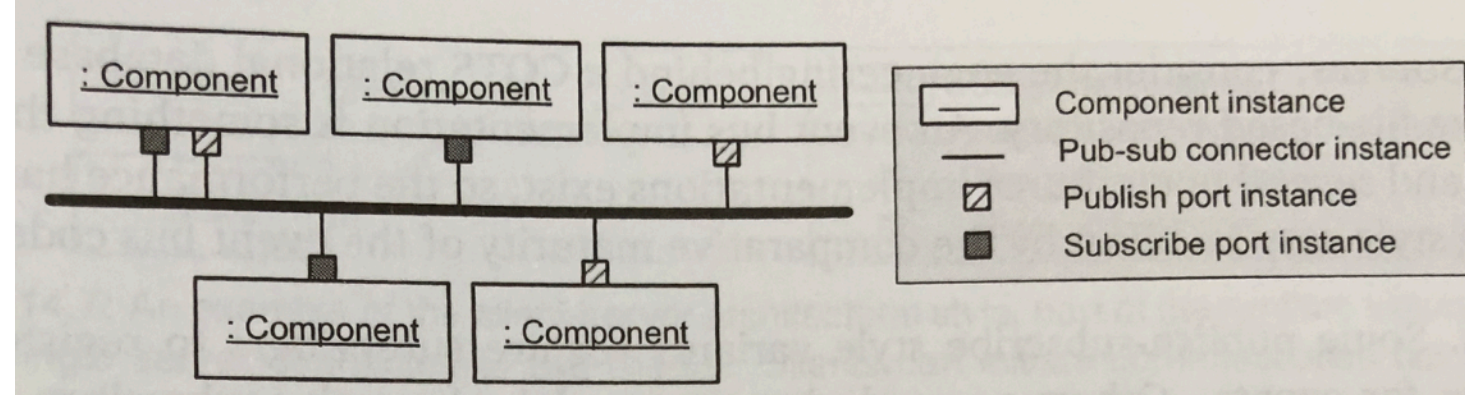 : Component
: Component
: Component
: Component
: Component
Component instance
Pub-sub connector instance
Publish port instance
Subscribe port instance